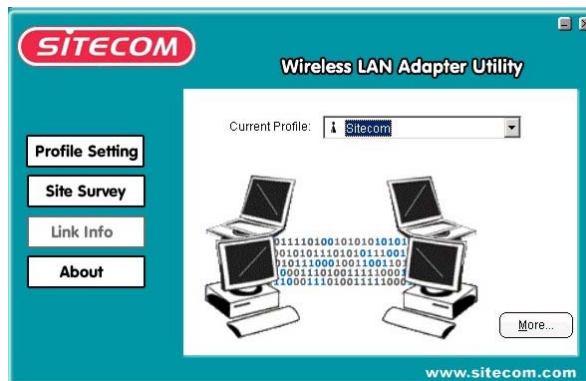 SITECOM
Wireless LAN Adapter Utility
Current Profile: Sitecom
Profile Setting
Site Survey
Link Info
About
More...
www.sitecom.com